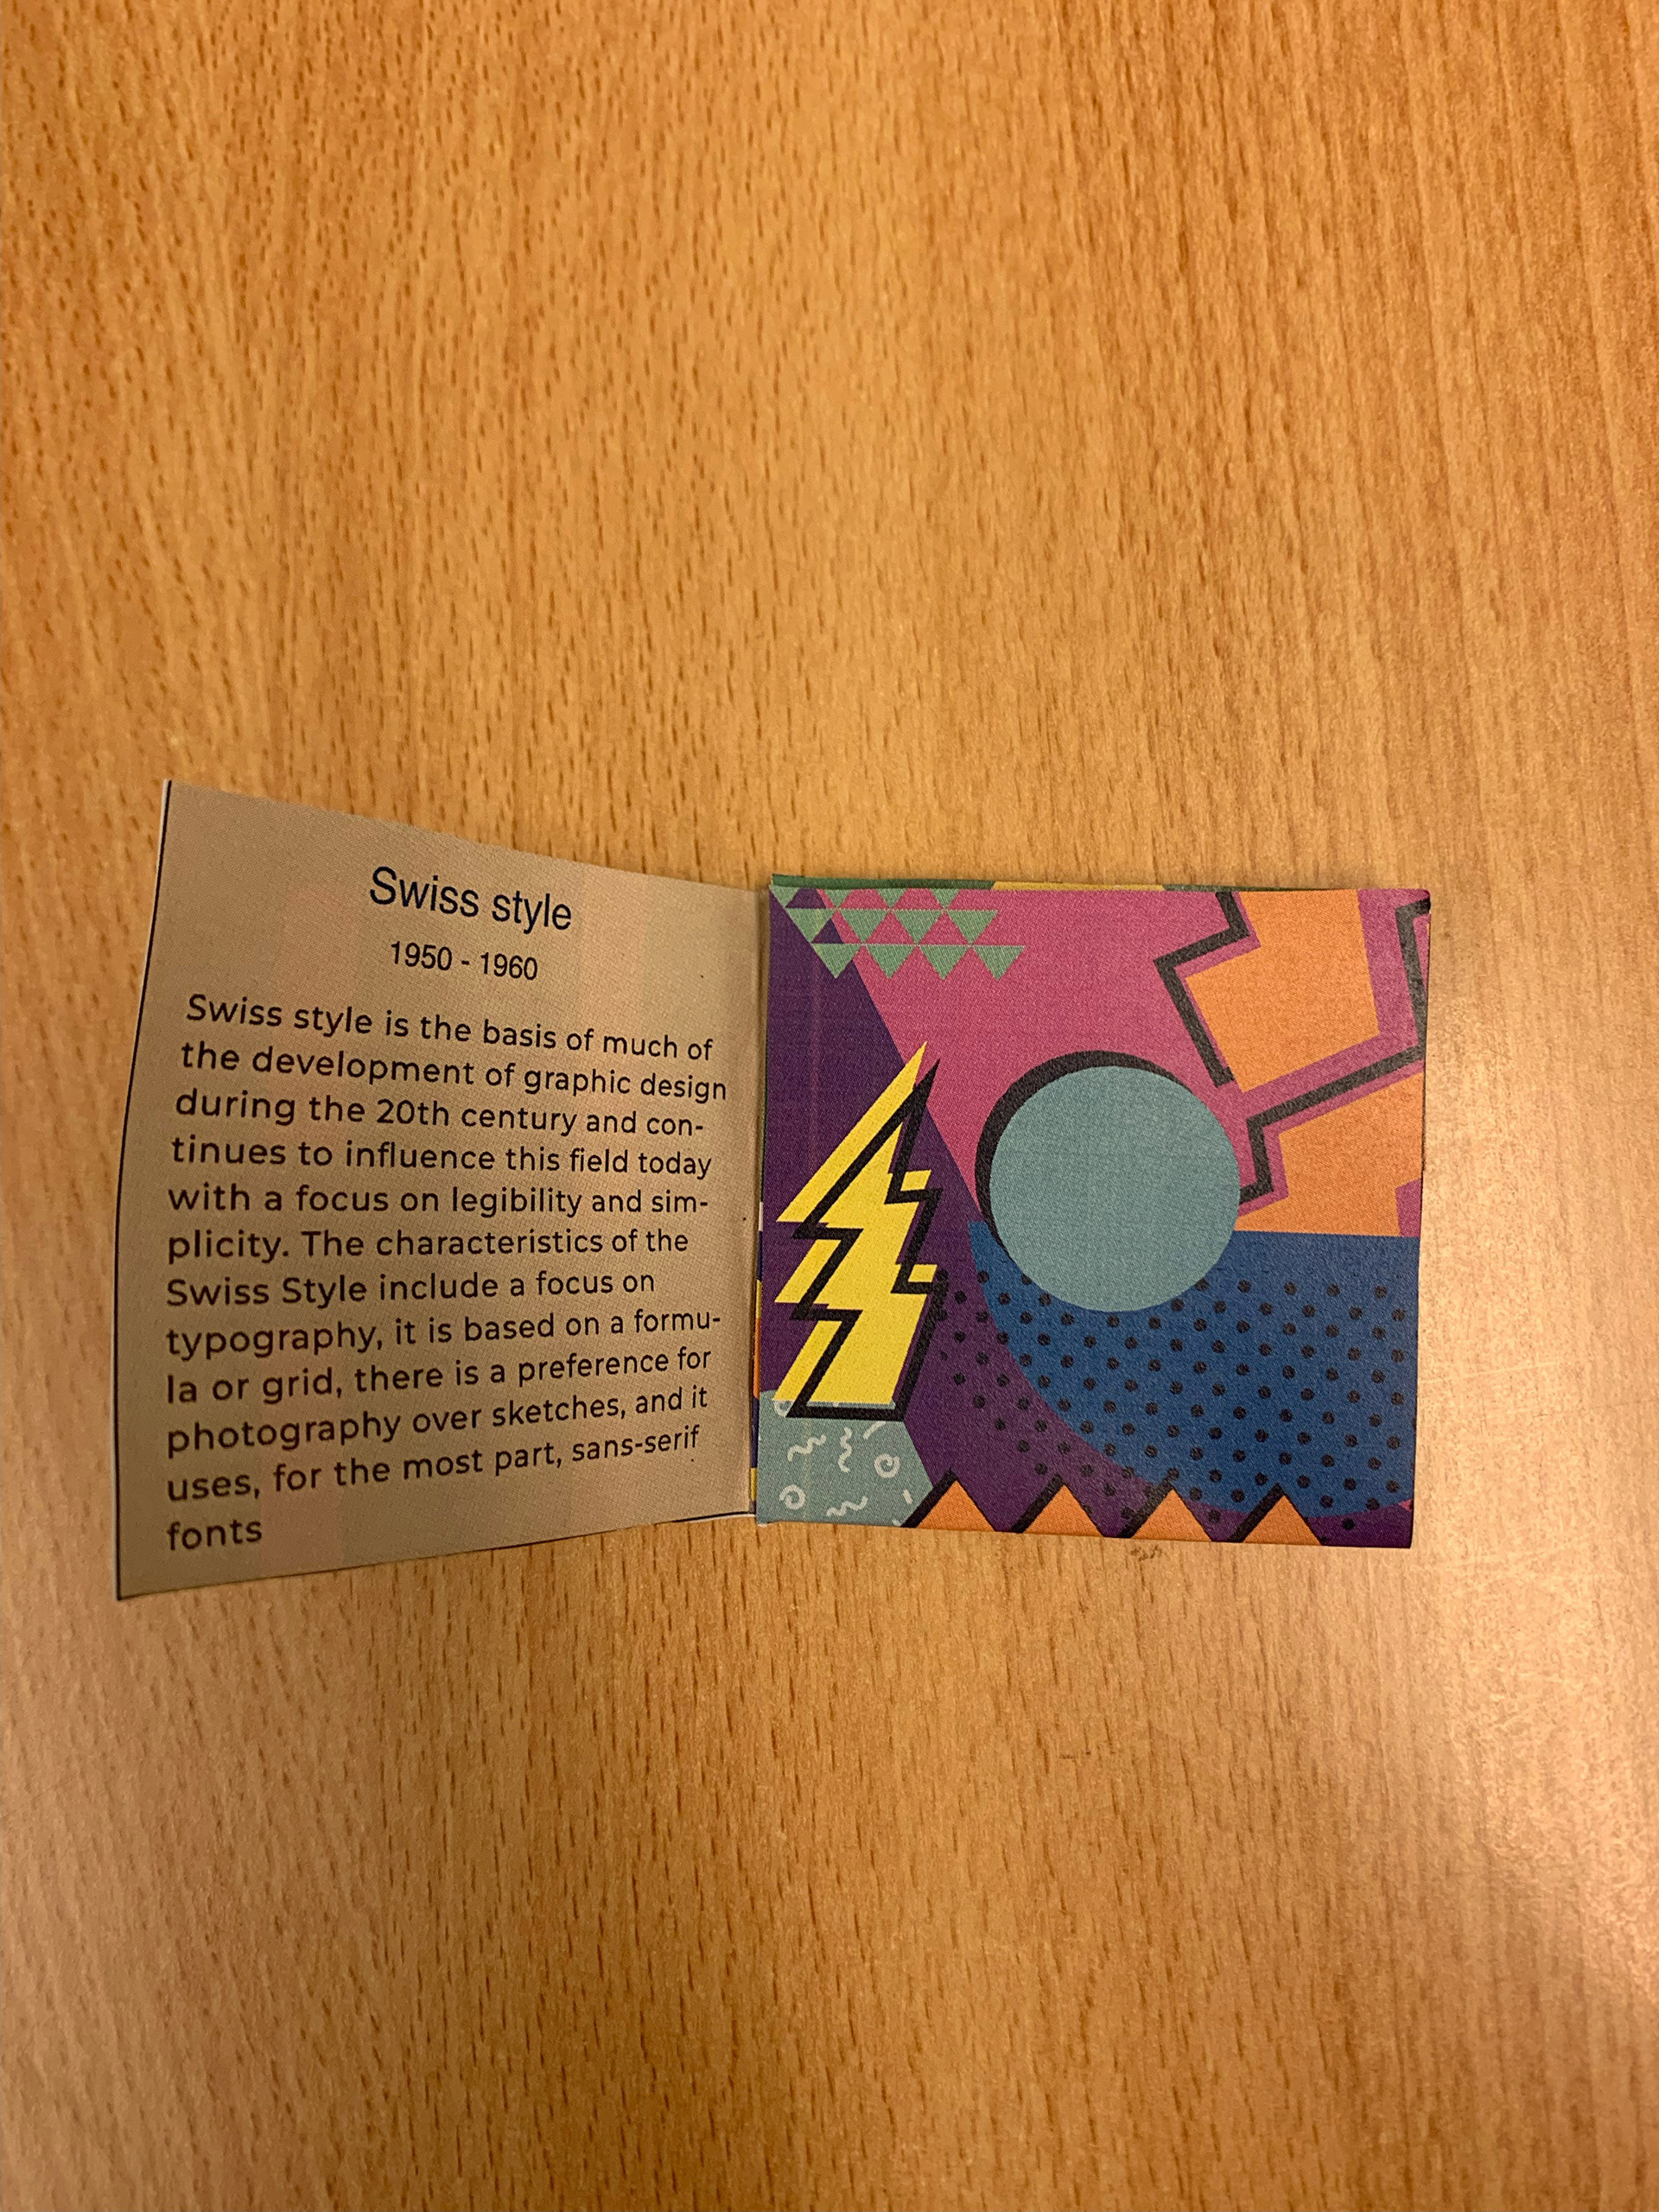 Swiss style
1950 - 1960
Swiss style is the basis of much of
the development of graphic design
during the 20th century and con-
tinues to influence this field today
with a focus on legibility and sim-
plicity. The characteristics of the
Swiss Style include a focus on
typography, it is based on a formu-
la or grid, there is a preference for
photography over sketches, and it
uses, for the most part, sans-serif
fonts